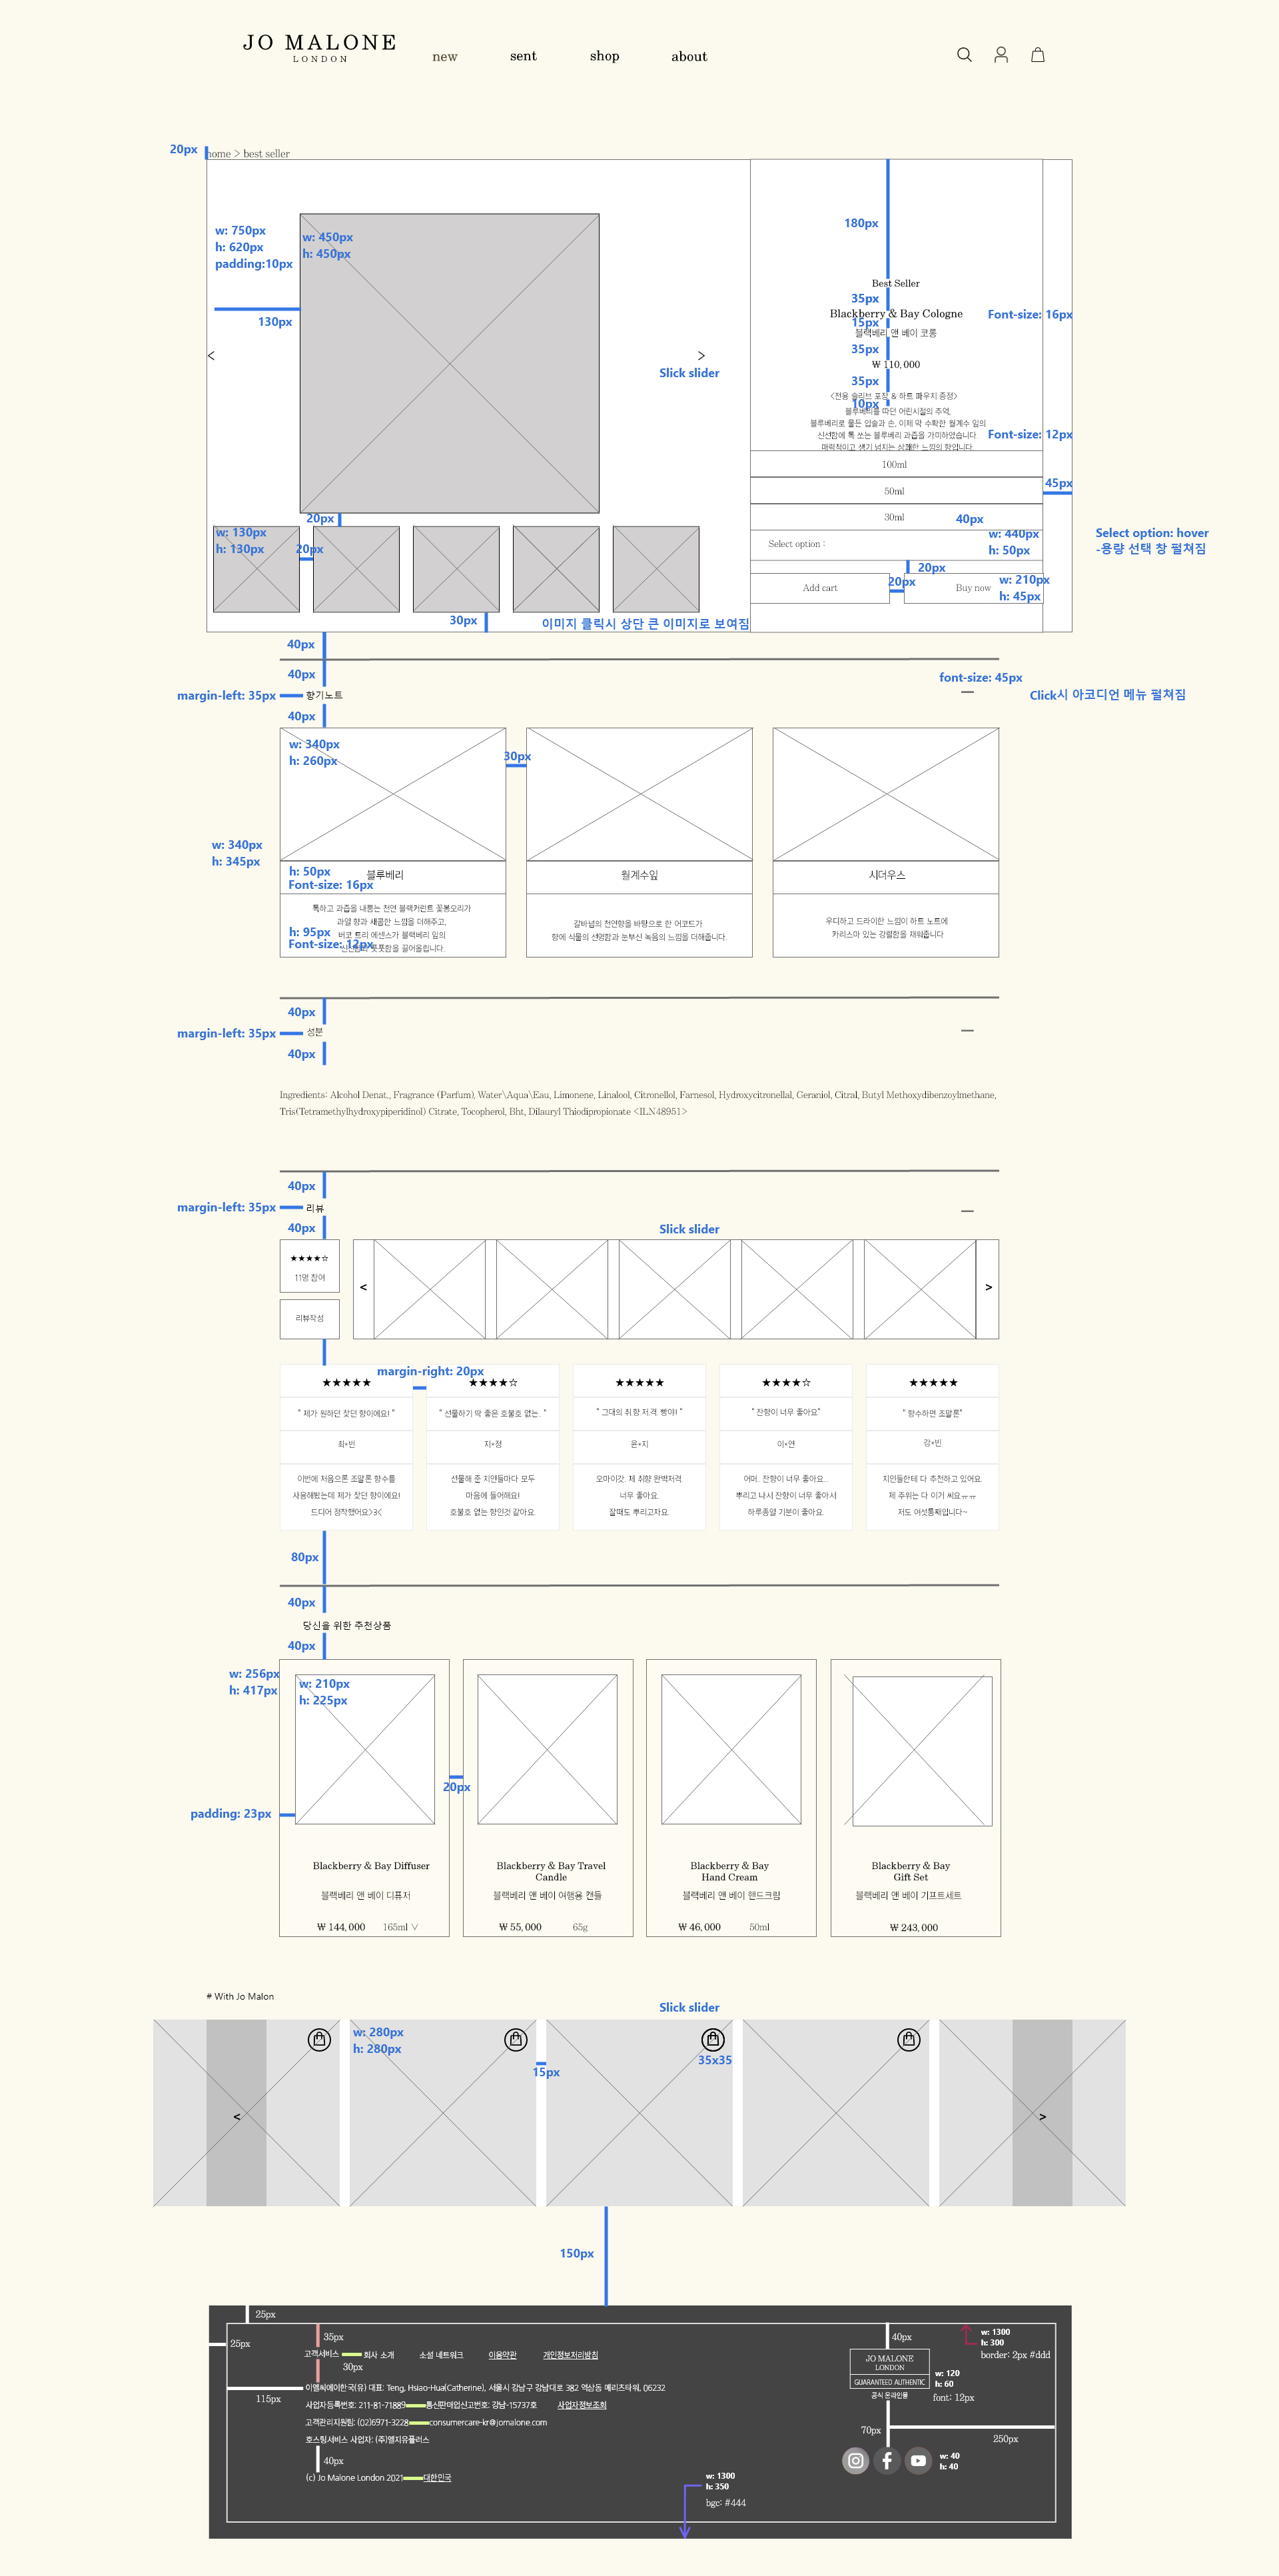 JO MALONE
LONDON
new
sent
shop
about
20px
home > best seller
w: 750px
h: 620px
padding:10px
w: 450px
h: 450px
130px
<
>
Slick slider
180px
Best Seller
35px
Blackberry & Bay Cologne
Font-size: 16px
15px
블랙베리 앤 베이 코롱
35px
₩ 110,000
35px
<전용 슬리브 포장 & 하트 파우치 증정>
10px
블루베리를 따던 어린시절의 추억,
블루베리로 물든 입술과 손, 이제 막 수확한 월계수 잎의
신선함에 톡 쏘는 블루베리 과즙을 가미하였습니다.
Font-size: 12px
매력적이고 생기 넘치는 상쾌한 느낌의 향입니다.
100ml
50ml
45px
30ml
40px
Select option :
w: 440px
h: 50px
Select option: hover
-용량 선택 창 펼쳐짐
20px
Add cart
20px
Buy now
w: 210px
h: 45px
20px
w: 130px
h: 130px
20px
30px
이미지 클릭시 상단 큰 이미지로 보여짐
40px
40px
margin-left: 35px
향기노트
font-size: 45px
Click시 아코디언 메뉴 펼쳐짐
40px
w: 340px
h: 260px
30px
w: 340px
h: 345px
h: 50px
Font-size: 16px
블루베리
월계수잎
시더우스
톡하고 과즙을 내뿜는 천연 블랙커런트 꽃봉오리가
과일 향과 새콤한 느낌을 더해주고,
버코 트리 에센스가 블랙베리 잎의
신선함과 풋풋함을 끌어올립니다.
h: 95px
Font-size: 12px
갈바넘의 천연향을 바탕으로 한 어코드가
향에 식물의 선명함과 눈부신 녹음의 느낌을 더해줍니다.
우디하고 드라이한 느낌이 하트 노트에
카리스마 있는 강렬함을 채워줍니다
40px
margin-left: 35px
성분
40px
Ingredients: Alcohol Denat., Fragrance (Parfum), Water\Aqua\Eau, Limonene, Linalool, Citronellol, Farnesol, Hydroxycitronellal, Geraniol, Citral, Butyl Methoxydibenzoylmethane,
Tris(Tetramethylhydroxypiperidinol) Citrate, Tocopherol, Bht, Dilauryl Thiodipropionate <ILN48951>
40px
margin-left: 35px
리뷰
40px
Slick slider
★★★★☆
11명 참여
리뷰작성
<
>
margin-right: 20px
★★★★★
★★★★☆
★★★★★
★★★★☆
★★★★★
" 제가 원하던 찾던 향이에요! "
" 선물하기 딱 좋은 호불호 없는.. "
" 그대의 취향 저격. 빵야! "
" 잔향이 너무 좋아요"
" 향수하면 조말론"
최*빈
지*정
윤*지
이*연
강*빈
이번에 처음으론 조말론 향수를
사용해봤는데 제가 찾던 향이에요!
드디어 정착했어요>3<
선물해 준 지인들마다 모두
마음에 들어해요!
호불호 없는 향인것 같아요.
오마이갓. 제 취향 완벽저격.
너무 좋아요.
잘때도 뿌리고자요.
어머.. 잔향이 너무 좋아요...
뿌리고 나서 잔향이 너무 좋아서
하루종일 기분이 좋아요.
지인들한테 다 추천하고 있어요.
제 주위는 다 이거 써요ㅠㅠ
저도 여섯통째입니다~
80px
40px
당신을 위한 추천상품
40px
w: 256px
h: 417px
w: 210px
h: 225px
20px
padding: 23px
Blackberry & Bay Diffuser
블랙베리 앤 베이 디퓨저
₩ 144,000 165ml ∨
Blackberry & Bay Travel
Candle
블랙베리 앤 베이 여행용 캔들
₩ 55,000 65g
Blackberry & Bay
Hand Cream
블랙베리 앤 베이 핸드크림
₩ 46,000 50ml
Blackberry & Bay
Gift Set
블랙베리 앤 베이 기프트세트
₩ 243,000
# With Jo Malon
Slick slider
w: 280px
h: 280px
15px
35x35
<
>
150px
25px
25px
35px
고객서비스
회사 소개
소셜 네트워크
이용약관
개인정보처리방침
30px
115px
이엘씨에이한국(유) 대표: Teng, Hsiao-Hua(Catherine), 서울시 강남구 강남대로 382 역삼동 메리츠타워, 06232
사업자등록번호: 211-81-71889
통신판매업신고번호: 강남-15737호
사업자정보조회
고객관리지원팀: (02)6971-3228
consumercare-kr@jomalone.com
호스팅서비스 사업자: (주)엘지유플러스
40px
(c) Jo Malone London 2021
대한민국
40px
w: 1300
h: 300
border: 2px #ddd
JO MALONE
LONDON
GUARANTEED AUTHENTIC
공식 온라인몰
w: 120
h: 60
font: 12px
70px
250px
w: 40
h: 40
w: 1300
h: 350
bgc: #444